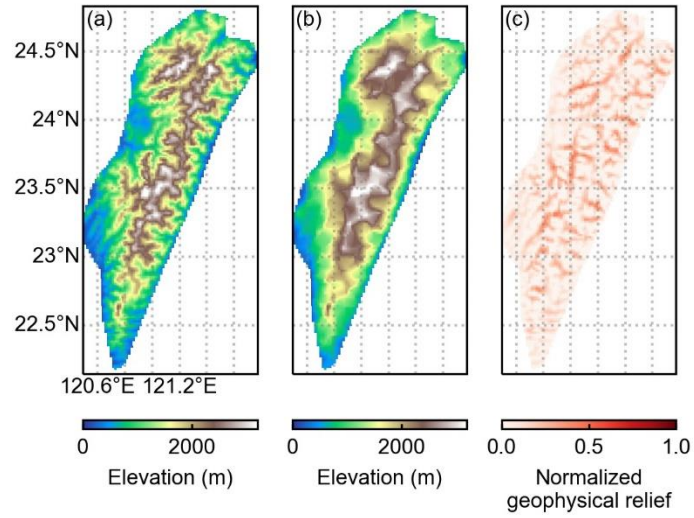 (a) (b) (c)
24.5°N
24°N
23.5°N
23°N
22.5°N
120.6°E 121.2°E
0 2000 0 2000 0.0 0.5 1.0
Elevation (m) Elevation (m) Normalized
geophysical relief